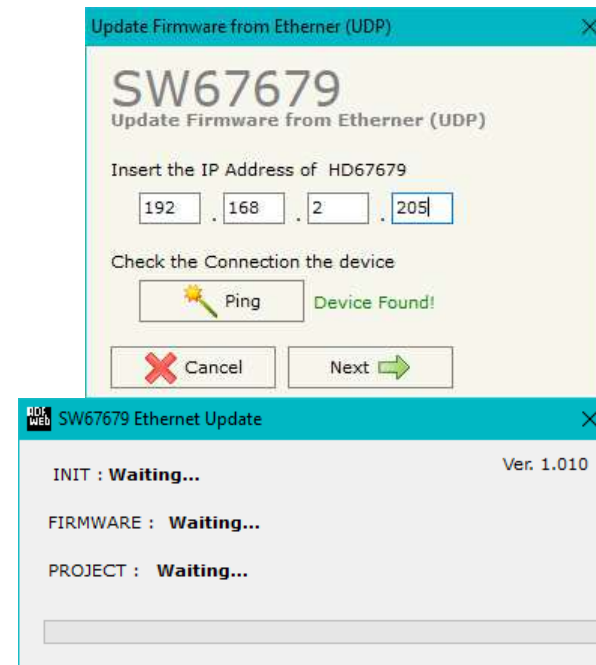 Update Firmware from Etherner (UDP)
SW67679
Update Firmware from Etherner (UDP)
Insert the IP Address of HD67679
192 . 168 . 2 . 205
Check the Connection the device
Ping Device Found!
Cancel Next
ADF WEB SW67679 Ethernet Update
Ver. 1.010
INIT : Waiting...
FIRMWARE : Waiting...
PROJECT : Waiting...